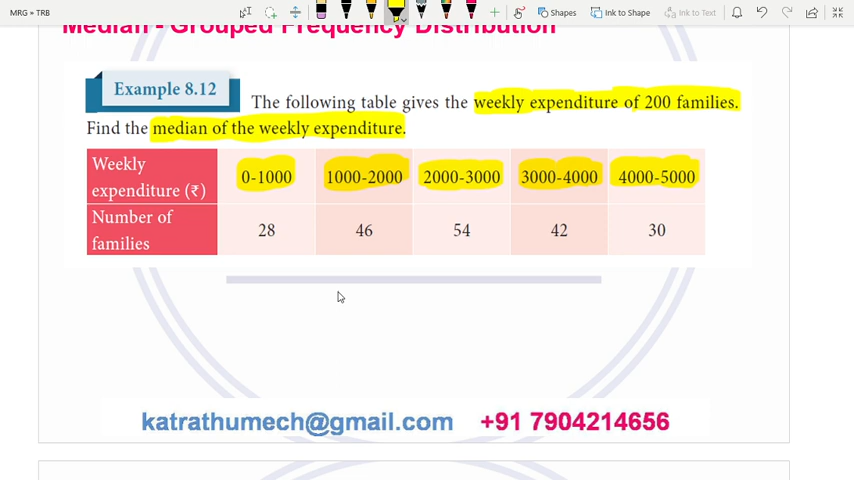 MRG » TRB
Shapes
Ink to Shape
Ink to Text
Median - Grouped Frequency Distribution
Example 8.12
The following table gives the weekly expenditure of 200 families.
Find the median of the weekly expenditure.
Weekly expenditure (₹) 0-1000 1000-2000 2000-3000 3000-4000 4000-5000
Number of families 28 46 54 42 30
katrathumech@gmail.com +91 7904214656